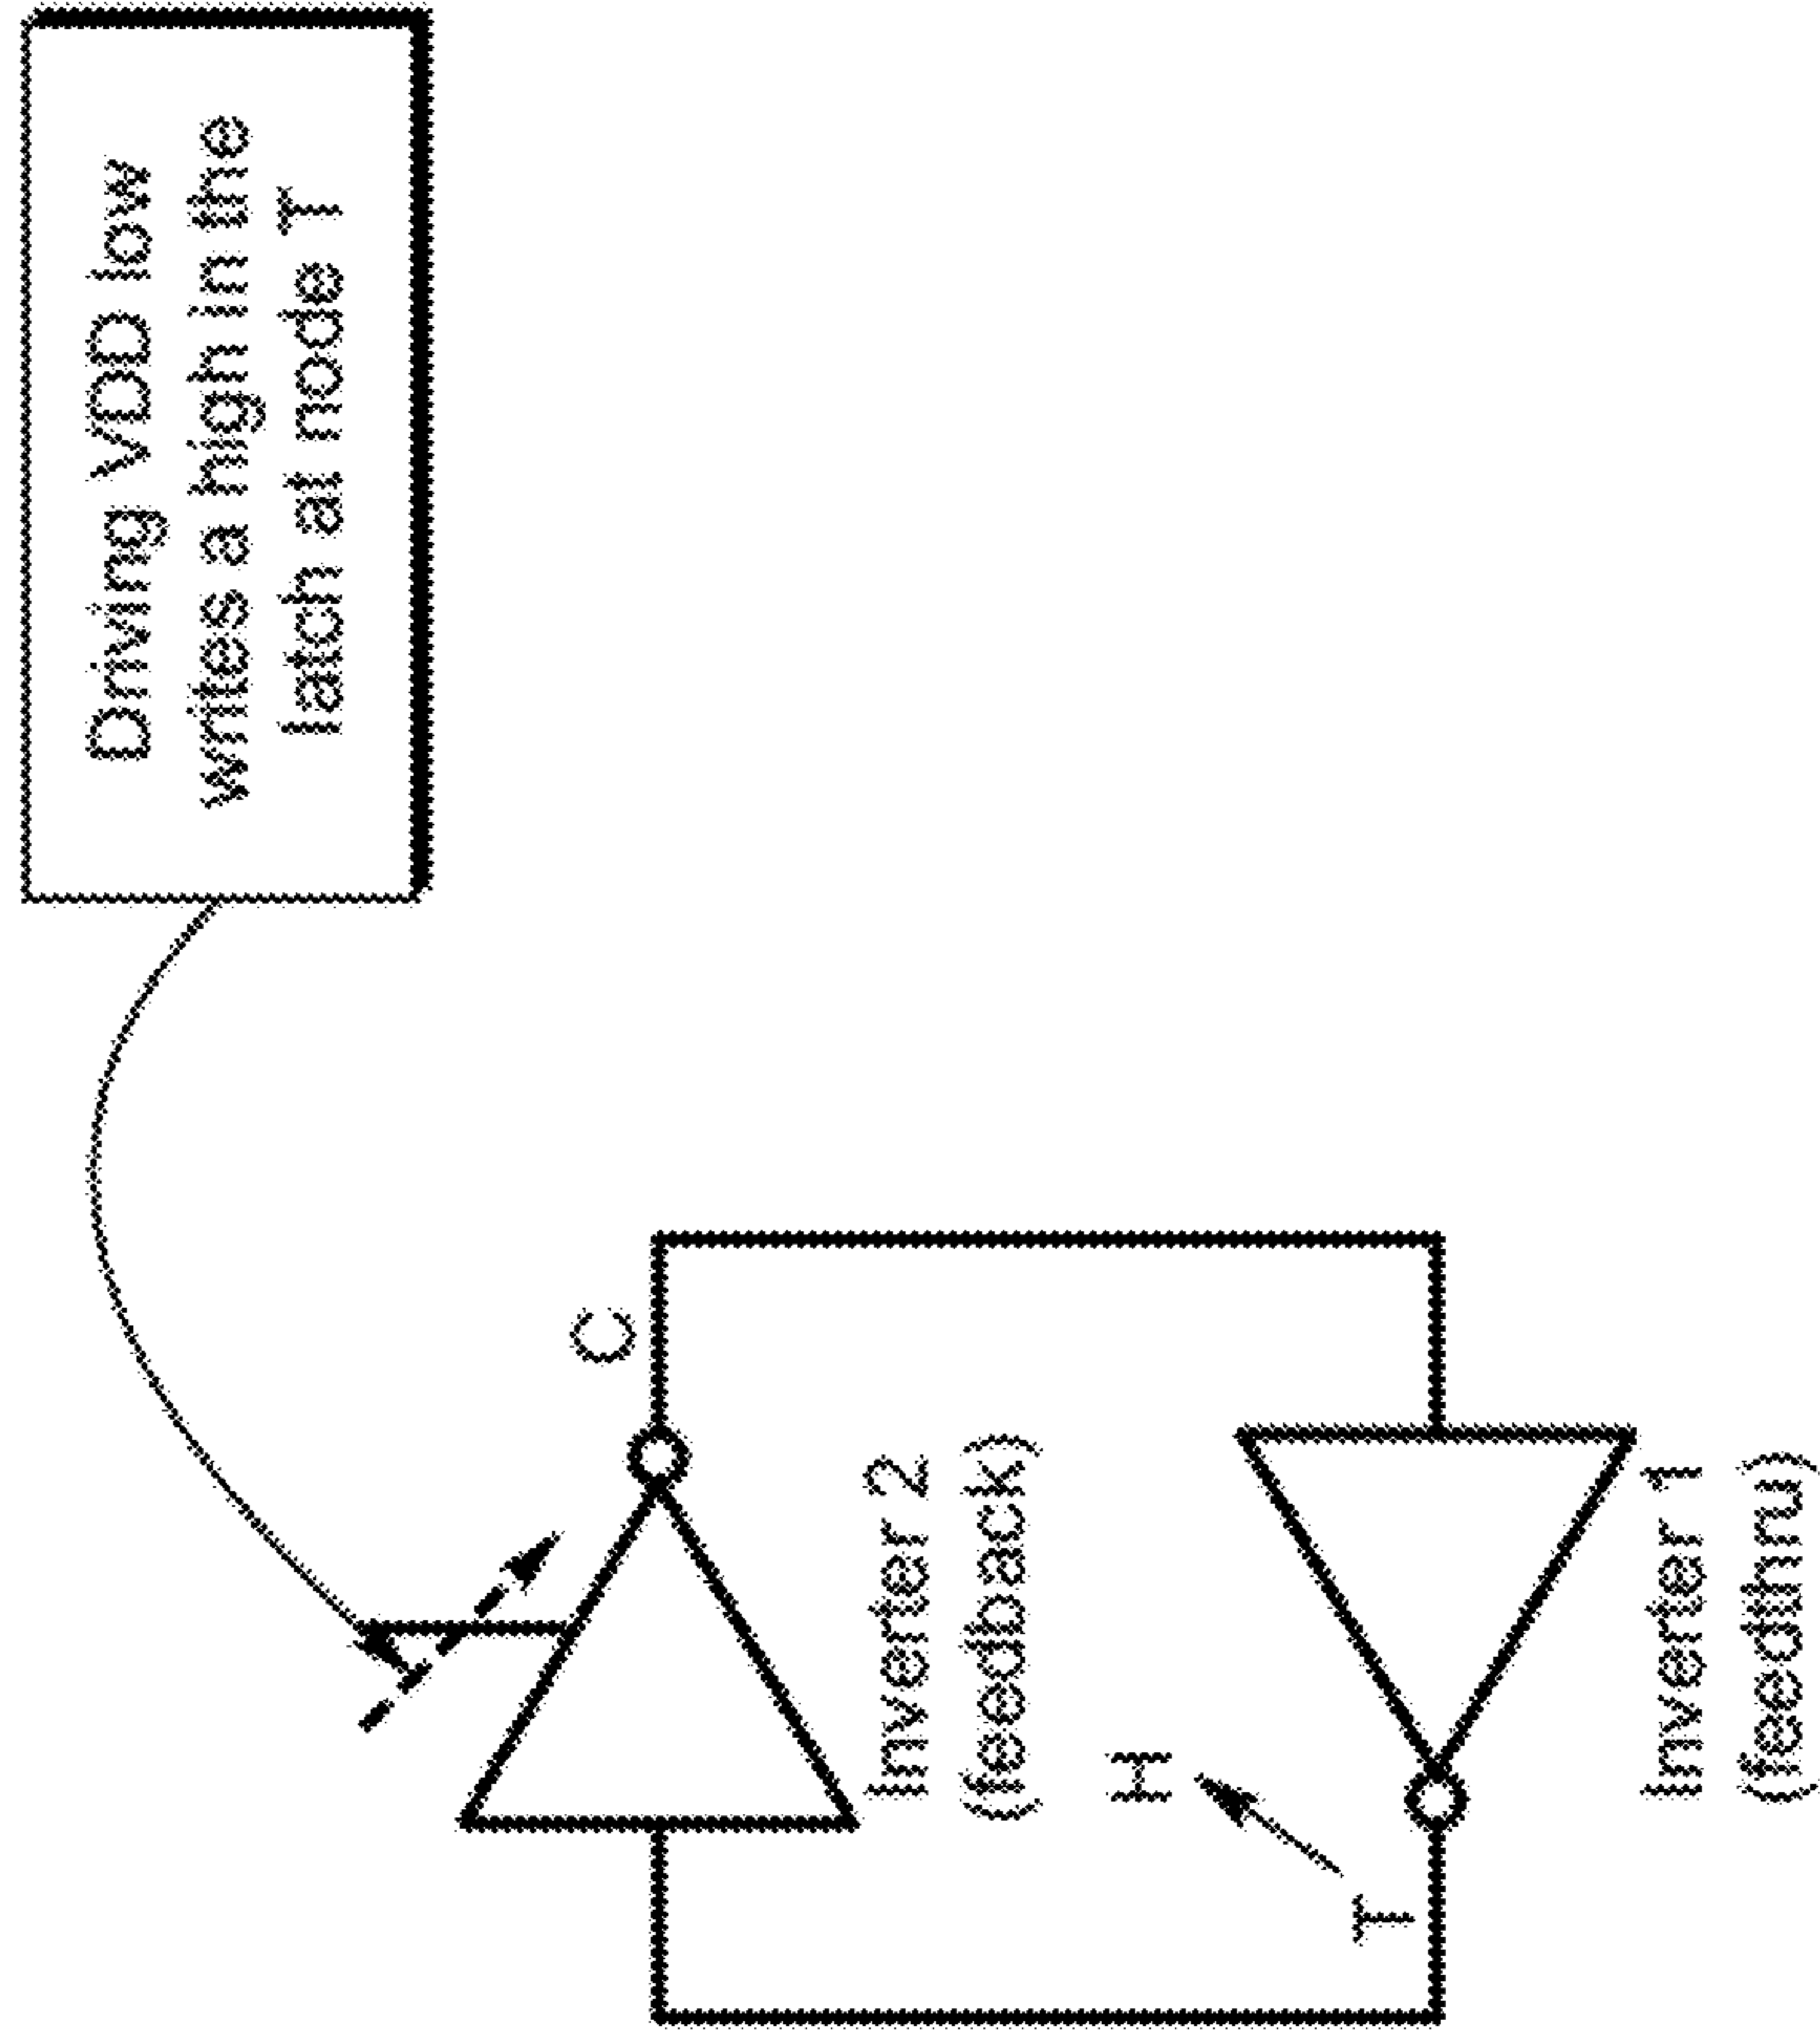 Driving VDD low
writes a high in the
latch at node T
C
Inverter 2
(feedback)
H
T
Inverter 1
(feedthru)